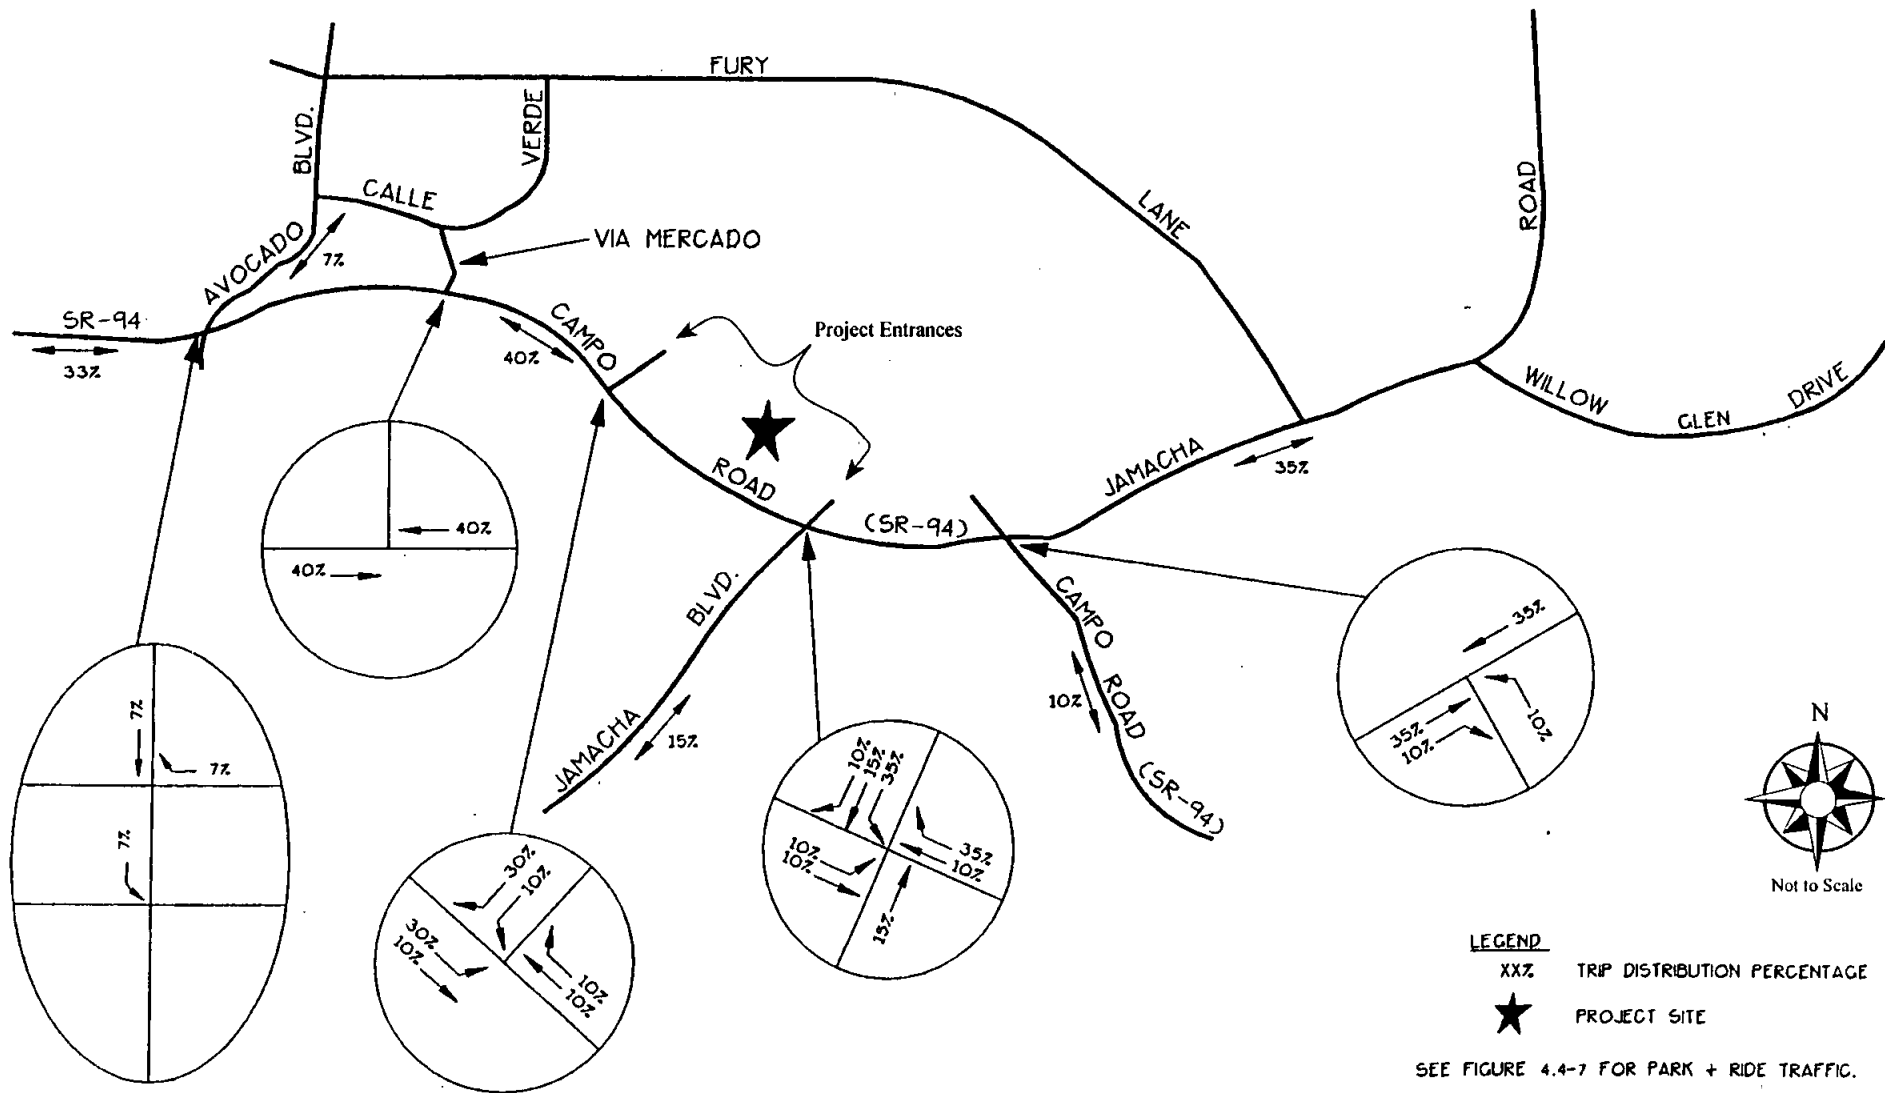 FURY
BLVD.
VERDE
CALLE
LANE
ROAD
AVOCADO
7%
VIA MERCADO
SR-94
33%
CAMPO
40%
Project Entrances
WILLOW
GLEN
DRIVE
ROAD
JAMACHA
35%
(SR-94)
40%
40%
BLVD.
JAMACHA
15%
CAMPO
ROAD
(SR-94)
10%
35%
35%
10%
10%
7%
7%
7%
10%
15%
35%
10%
10%
35%
10%
15%
30%
10%
30%
10%
10%
10%
N
Not to Scale
LEGEND
XX% TRIP DISTRIBUTION PERCENTAGE
PROJECT SITE
SEE FIGURE 4.4-7 FOR PARK + RIDE TRAFFIC.